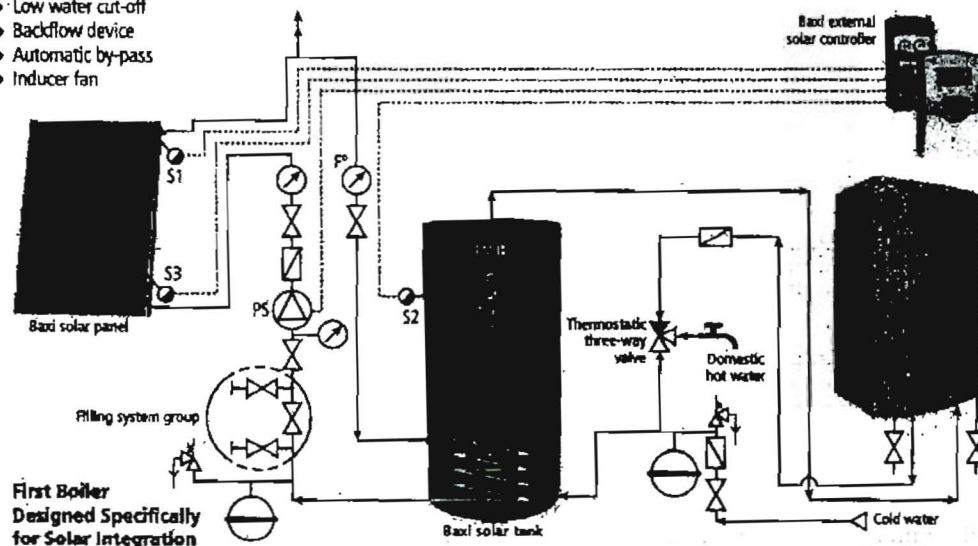 Low water cut-off
Backflow device
Automatic by-pass
Inducer fan
Baxi external
solar controller
S1
F°
S3
PS
S2
Baxi solar panel
Thermostatic
three-way
valve
Domestic
hot water
Filling system group
First Boiler
Designed Specifically
for Solar Integration
Baxi solar tank
Cold water